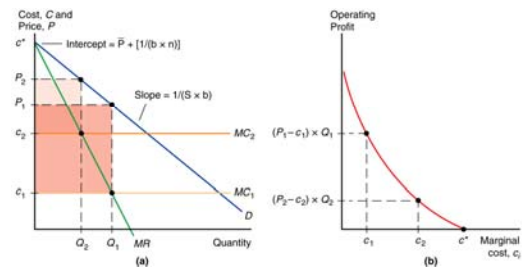 Cost, C and
Price, P
c*
Intercept = P̅ + [1/(b × n)]
P₂
P₁
Slope = 1/(S × b)
c₂
MC₂
c₁
MC₁
D
Q₂
Q₁
MR
Quantity
(a)
Operating
Profit
(P₁−c₁) × Q₁
(P₂−c₂) × Q₂
c₁
c₂
c*
Marginal
cost, cᵢ
(b)